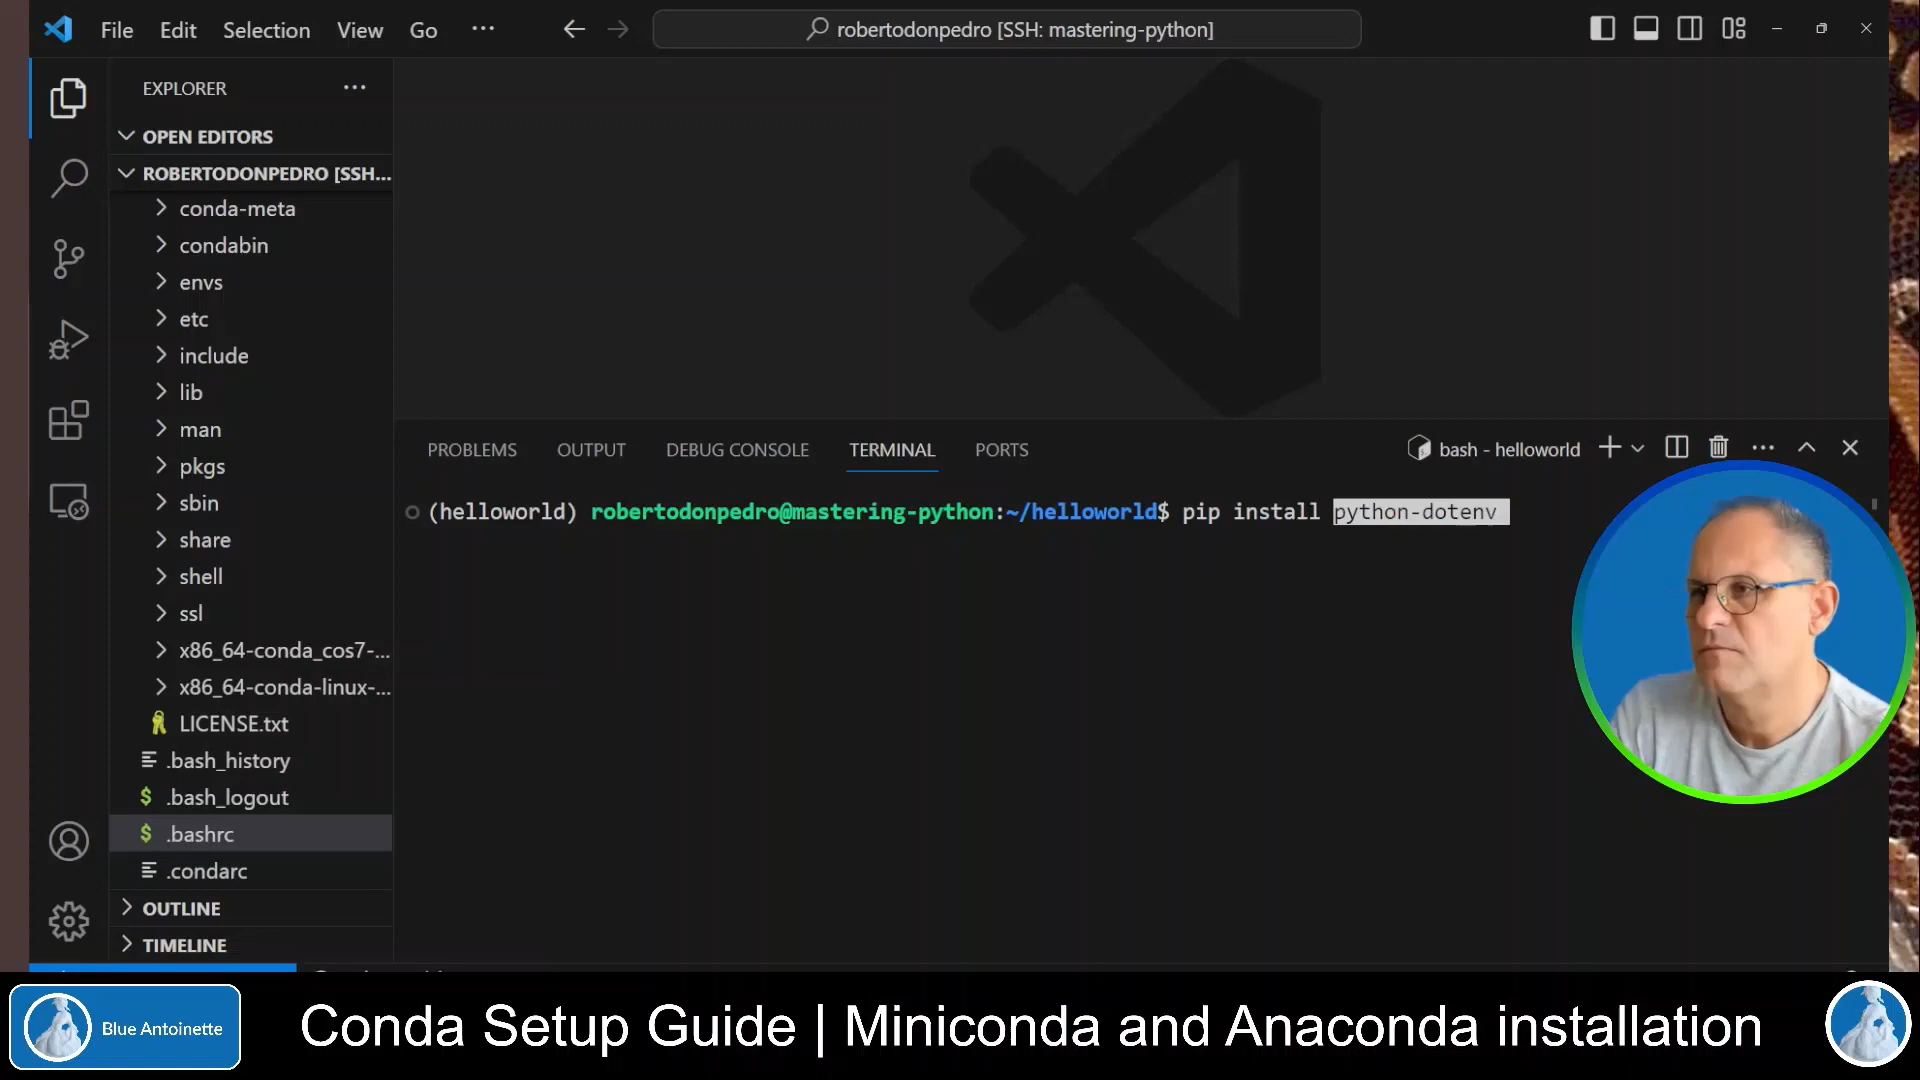 File Edit Selection View Go ···
robertodonpedro [SSH: mastering-python]
EXPLORER
OPEN EDITORS
ROBERTODONPEDRO [SSH...
conda-meta
condabin
envs
etc
include
lib
man
pkgs
sbin
share
shell
ssl
x86_64-conda_cos7-...
x86_64-conda-linux-...
LICENSE.txt
.bash_history
$ .bash_logout
$ .bashrc
.condarc
OUTLINE
TIMELINE
PROBLEMS OUTPUT DEBUG CONSOLE TERMINAL PORTS
bash - helloworld
(helloworld) robertodonpedro@mastering-python:~/helloworld$ pip install python-dotenv
Blue Antoinette
Conda Setup Guide | Miniconda and Anaconda installation